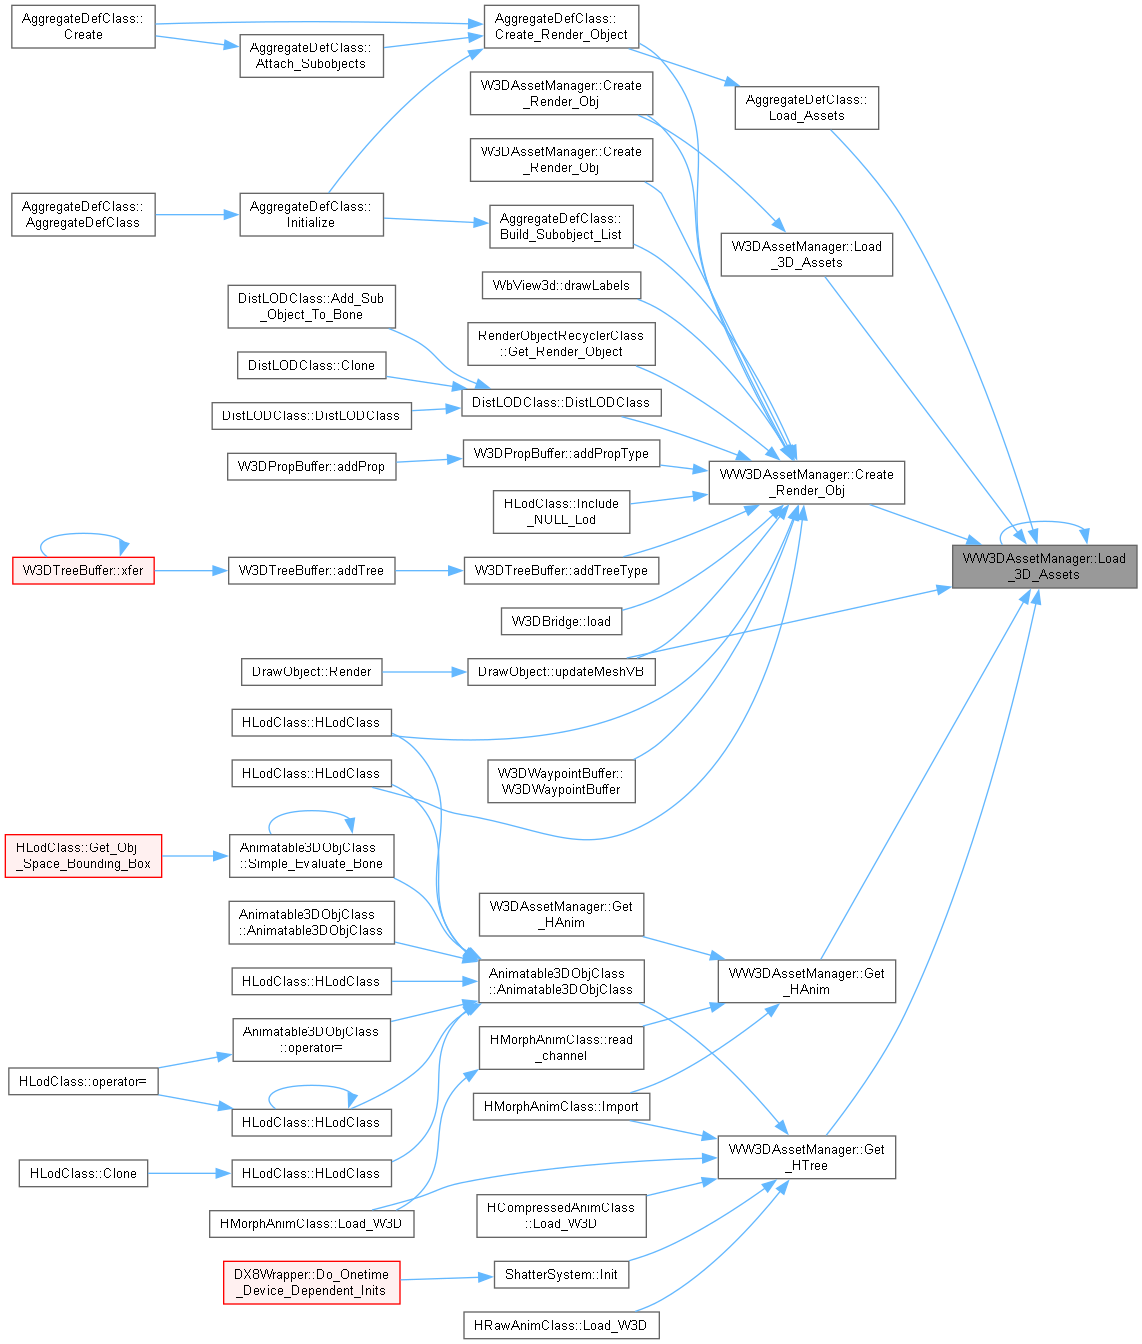 AggregateDefClass::
Create
AggregateDefClass::
Attach_Subobjects
AggregateDefClass::
Create_Render_Object
W3DAssetManager::Create
_Render_Obj
AggregateDefClass::
Load_Assets
W3DAssetManager::Create
_Render_Obj
AggregateDefClass::
AggregateDefClass
AggregateDefClass::
Initialize
AggregateDefClass::
Build_Subobject_List
W3DAssetManager::Load
_3D_Assets
WbView3d::drawLabels
DistLODClass::Add_Sub
_Object_To_Bone
RenderObjectRecyclerClass
::Get_Render_Object
DistLODClass::Clone
DistLODClass::DistLODClass
DistLODClass::DistLODClass
W3DPropBuffer::addPropType
W3DPropBuffer::addProp
WW3DAssetManager::Create
_Render_Obj
HLodClass::Include
_NULL_Lod
W3DTreeBuffer::xfer
W3DTreeBuffer::addTree
W3DTreeBuffer::addTreeType
WW3DAssetManager::Load
_3D_Assets
W3DBridge::load
DrawObject::Render
DrawObject::updateMeshVB
HLodClass::HLodClass
HLodClass::HLodClass
W3DWaypointBuffer::
W3DWaypointBuffer
HLodClass::Get_Obj
_Space_Bounding_Box
Animatable3DObjClass
::Simple_Evaluate_Bone
Animatable3DObjClass
::Animatable3DObjClass
W3DAssetManager::Get
_HAnim
HLodClass::HLodClass
Animatable3DObjClass
::Animatable3DObjClass
WW3DAssetManager::Get
_HAnim
Animatable3DObjClass
::operator=
HMorphAnimClass::read
_channel
HLodClass::operator=
HLodClass::HLodClass
HMorphAnimClass::Import
HLodClass::Clone
HLodClass::HLodClass
WW3DAssetManager::Get
_HTree
HMorphAnimClass::Load_W3D
HCompressedAnimClass
::Load_W3D
DX8Wrapper::Do_Onetime
_Device_Dependent_Inits
ShatterSystem::Init
HRawAnimClass::Load_W3D